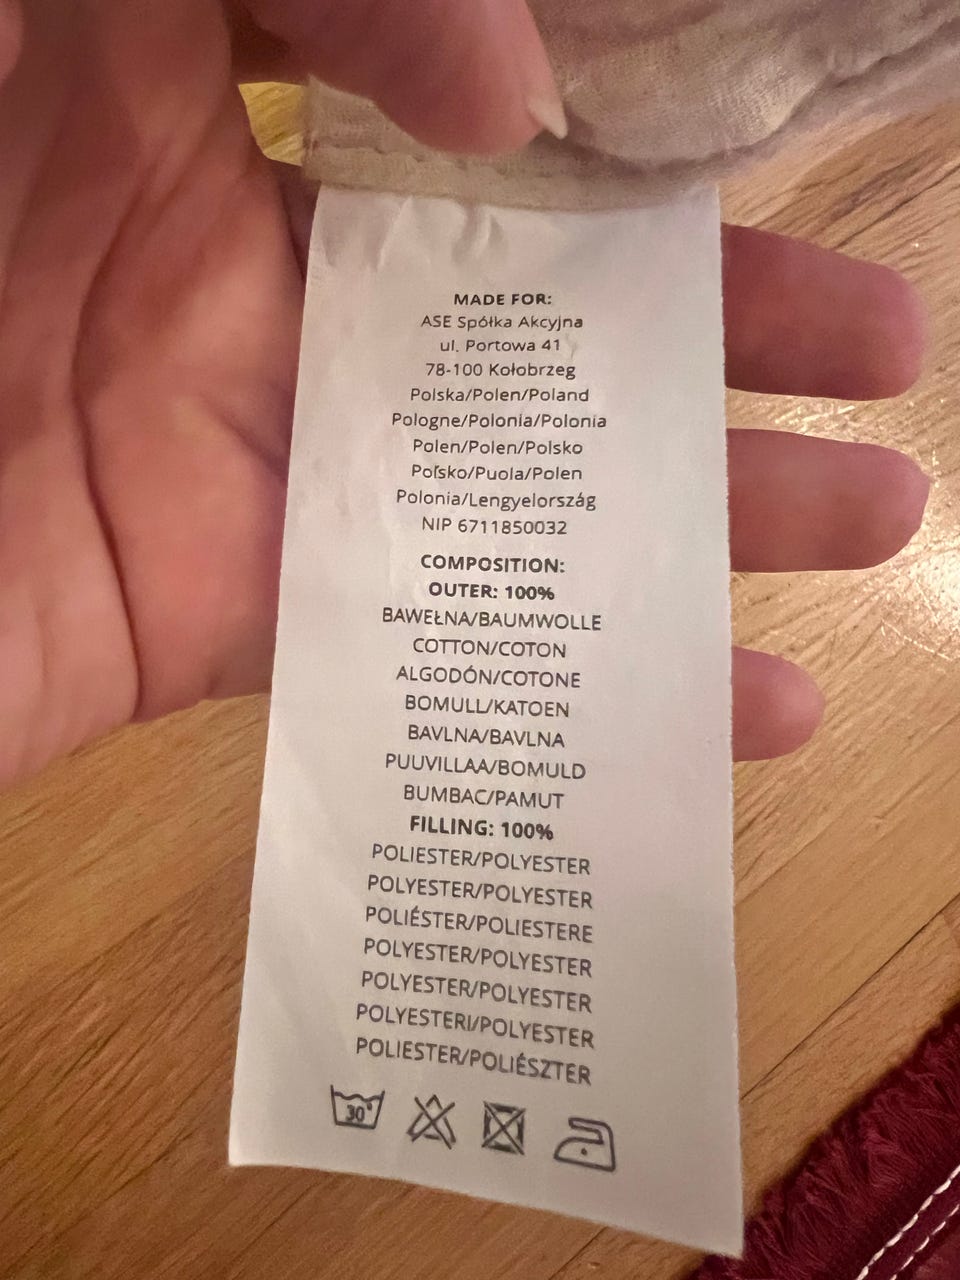 MADE FOR:
ASE Spółka Akcyjna
ul. Portowa 41
78-100 Kołobrzeg
Polska/Polen/Poland
Pologne/Polonia/Polonia
Polen/Polen/Polsko
Poľsko/Puola/Polen
Polonia/Lengyelország
NIP 6711850032
COMPOSITION:
OUTER: 100%
BAWEŁNA/BAUMWOLLE
COTTON/COTON
ALGODÓN/COTONE
BOMULL/KATOEN
BAVLNA/BAVLNA
PUUVILLAA/BOMULD
BUMBAC/PAMUT
FILLING: 100%
POLIESTER/POLYESTER
POLYESTER/POLYESTER
POLIÉSTER/POLIESTERE
POLYESTER/POLYESTER
POLYESTER/POLYESTER
POLYESTERI/POLYESTER
POLIESTER/POLIÉSZTER
30°